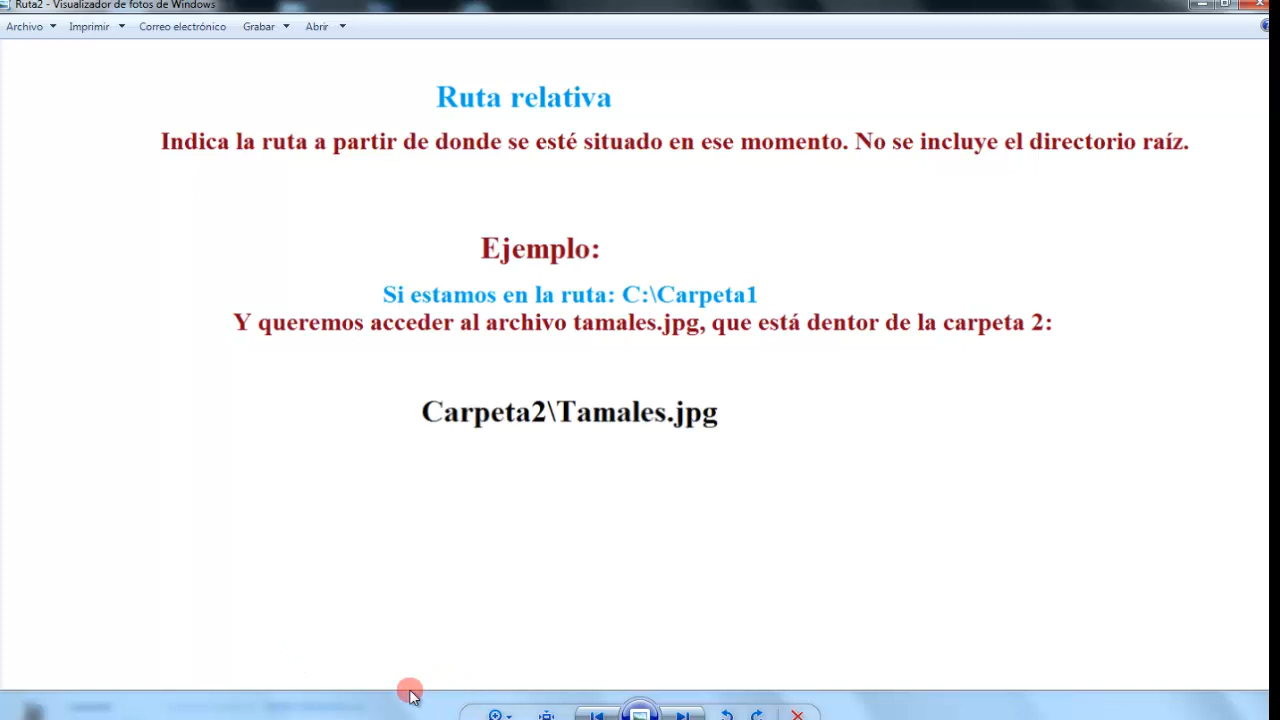 Ruta2 - Visualizador de fotos de Windows
Archivo Imprimir Correo electrónico Grabar Abrir
Ruta relativa
Indica la ruta a partir de donde se esté situado en ese momento. No se incluye el directorio raíz.
Ejemplo:
Si estamos en la ruta: C:\Carpeta1
Y queremos acceder al archivo tamales.jpg, que está dentor de la carpeta 2:
Carpeta2\Tamales.jpg